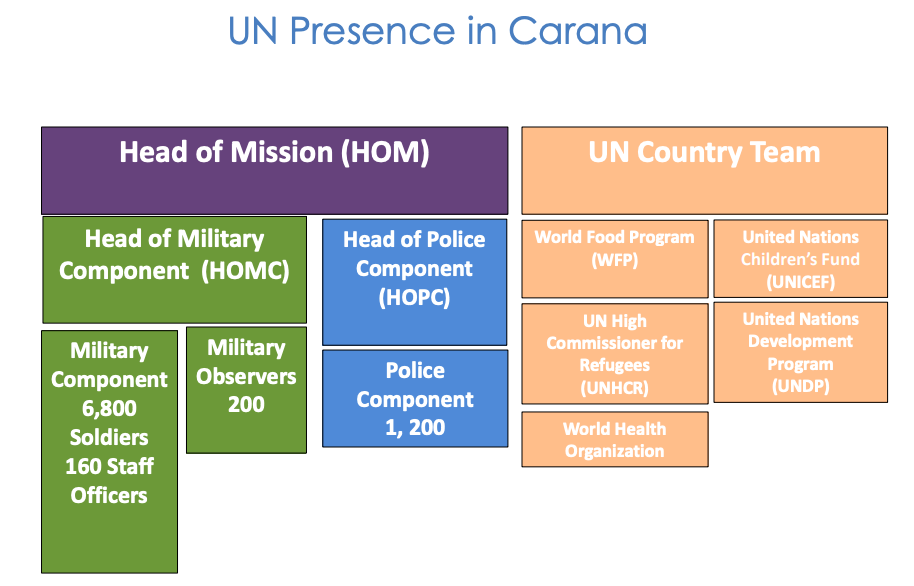 UN Presence in Carana
Head of Mission (HOM)
UN Country Team
Head of Military
Component (HOMC)
Head of Police
Component
(HOPC)
World Food Program
(WFP)
United Nations
Children's Fund
(UNICEF)
Military
Component
6,800
Soldiers
160 Staff
Officers
Military
Observers
200
Police
Component
1, 200
UN High
Commissioner for
Refugees
(UNHCR)
United Nations
Development
Program
(UNDP)
World Health
Organization